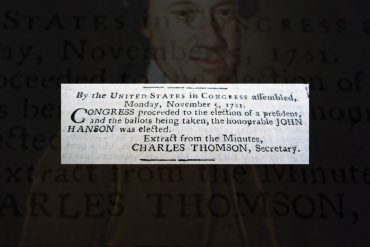 By the UNITED STATES in CONGRESS assembled,
Monday, November 5, 1781.
CONGRESS proceeded to the election of a president,
and the ballots being taken, the honourable JOHN
HANSON was elected.
Extract from the Minutes,
CHARLES THOMSON, Secretary.